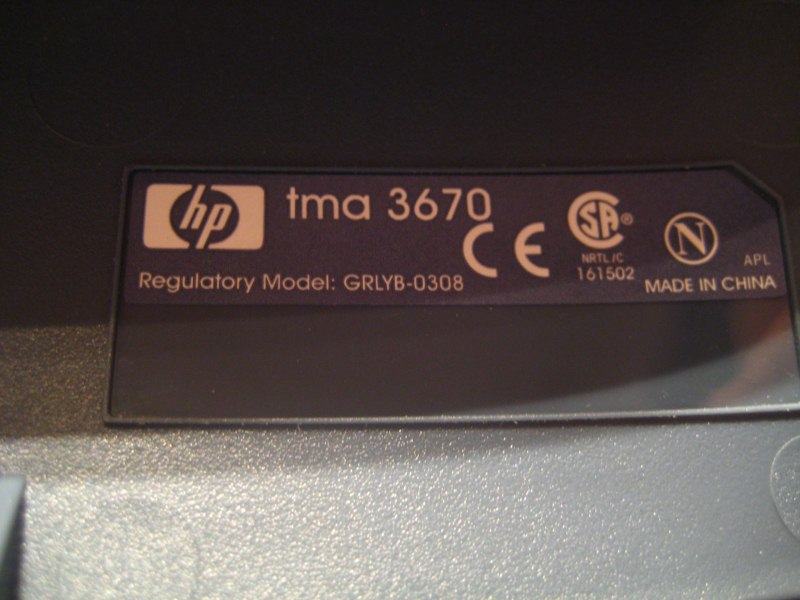 hp tma 3670
CE
SA®
NRTL/C
161502
N
APL
Regulatory Model: GRLYB-0308
MADE IN CHINA